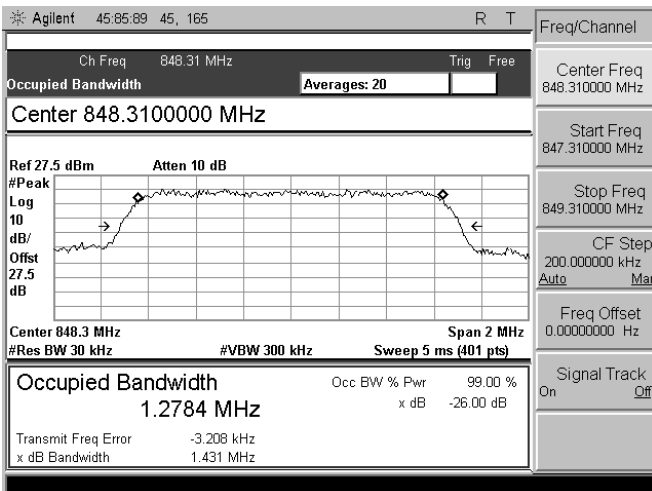 Agilent 45:85:89 45, 165 R T
Ch Freq 848.31 MHz Trig Free
Occupied Bandwidth Averages: 20
Center 848.3100000 MHz
Ref 27.5 dBm Atten 10 dB
#Peak
Log
10
dB/
Offst
27.5
dB
Center 848.3 MHz Span 2 MHz
#Res BW 30 kHz #VBW 300 kHz Sweep 5 ms (401 pts)
Occupied Bandwidth Occ BW % Pwr 99.00 %
1.2784 MHz x dB -26.00 dB
Transmit Freq Error -3.208 kHz
x dB Bandwidth 1.431 MHz
Freq/Channel
Center Freq
848.310000 MHz
Start Freq
847.310000 MHz
Stop Freq
849.310000 MHz
CF Step
200.000000 kHz
Auto Mar
Freq Offset
0.00000000 Hz
Signal Track
On Off